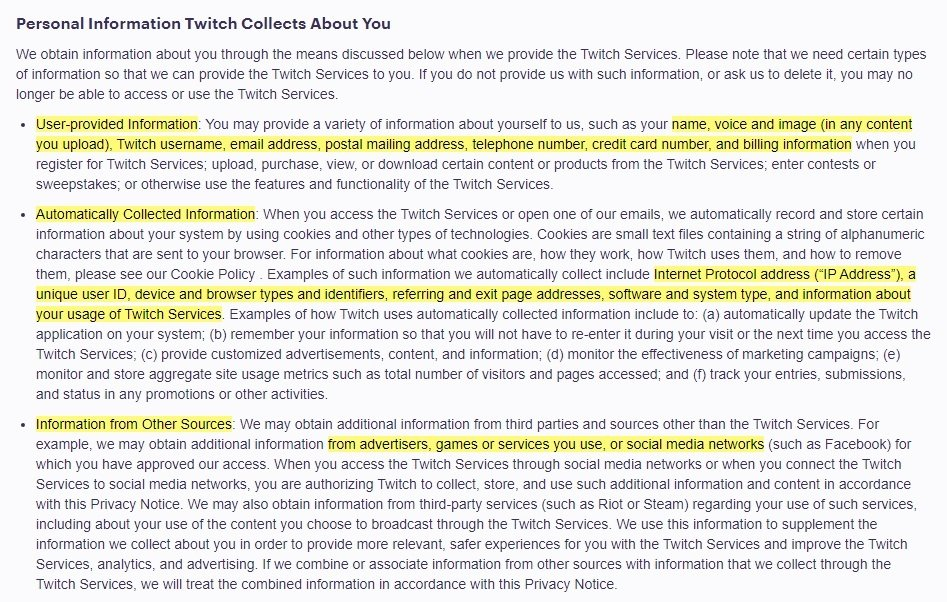 Personal Information Twitch Collects About You
We obtain information about you through the means discussed below when we provide the Twitch Services. Please note that we need certain types
of information so that we can provide the Twitch Services to you. If you do not provide us with such information, or ask us to delete it, you may no
longer be able to access or use the Twitch Services.
• User-provided Information: You may provide a variety of information about yourself to us, such as your name, voice and image (in any content
you upload), Twitch username, email address, postal mailing address, telephone number, credit card number, and billing information when you
register for Twitch Services; upload, purchase, view, or download certain content or products from the Twitch Services; enter contests or
sweepstakes; or otherwise use the features and functionality of the Twitch Services.
• Automatically Collected Information: When you access the Twitch Services or open one of our emails, we automatically record and store certain
information about your system by using cookies and other types of technologies. Cookies are small text files containing a string of alphanumeric
characters that are sent to your browser. For information about what cookies are, how they work, how Twitch uses them, and how to remove
them, please see our Cookie Policy . Examples of such information we automatically collect include Internet Protocol address (“IP Address”), a
unique user ID, device and browser types and identifiers, referring and exit page addresses, software and system type, and information about
your usage of Twitch Services. Examples of how Twitch uses automatically collected information include to: (a) automatically update the Twitch
application on your system; (b) remember your information so that you will not have to re-enter it during your visit or the next time you access the
Twitch Services; (c) provide customized advertisements, content, and information; (d) monitor the effectiveness of marketing campaigns; (e)
monitor and store aggregate site usage metrics such as total number of visitors and pages accessed; and (f) track your entries, submissions,
and status in any promotions or other activities.
• Information from Other Sources: We may obtain additional information from third parties and sources other than the Twitch Services. For
example, we may obtain additional information from advertisers, games or services you use, or social media networks (such as Facebook) for
which you have approved our access. When you access the Twitch Services through social media networks or when you connect the Twitch
Services to social media networks, you are authorizing Twitch to collect, store, and use such additional information and content in accordance
with this Privacy Notice. We may also obtain information from third-party services (such as Riot or Steam) regarding your use of such services,
including about your use of the content you choose to broadcast through the Twitch Services. We use this information to supplement the
information we collect about you in order to provide more relevant, safer experiences for you with the Twitch Services and improve the Twitch
Services, analytics, and advertising. If we combine or associate information from other sources with information that we collect through the
Twitch Services, we will treat the combined information in accordance with this Privacy Notice.